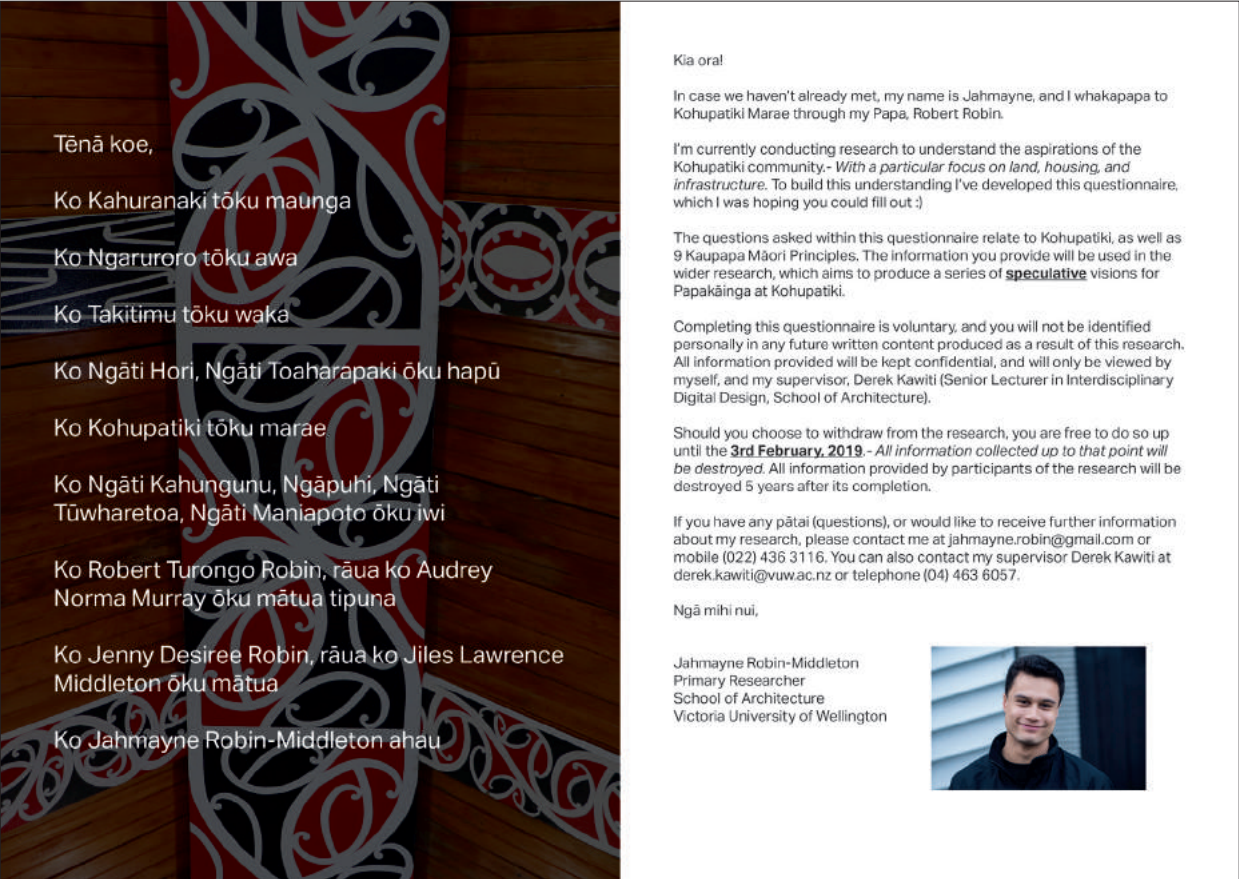 Tēnā koe,
Ko Kahuranaki tōku maunga
Ko Ngaruroro tōku awa
Ko Takitimu tōku waka
Ko Ngāti Hori, Ngāti Toaharapaki ōku hapū
Ko Kohupatiki tōku marae
Ko Ngāti Kahungunu, Ngāpuhi, Ngāti
Tūwharetoa, Ngāti Maniapoto ōku iwi
Ko Robert Turongo Robin, rāua ko Audrey
Norma Murray ōku mātua tipuna
Ko Jenny Desiree Robin, rāua ko Jiles Lawrence
Middleton ōku mātua
Ko Jahmayne Robin-Middleton ahau
Kia ora!
In case we haven't already met, my name is Jahmayne, and I whakapapa to
Kohupatiki Marae through my Papa, Robert Robin.
I'm currently conducting research to understand the aspirations of the
Kohupatiki community.- With a particular focus on land, housing, and
infrastructure. To build this understanding I've developed this questionnaire,
which I was hoping you could fill out :)
The questions asked within this questionnaire relate to Kohupatiki, as well as
9 Kaupapa Māori Principles. The information you provide will be used in the
wider research, which aims to produce a series of speculative visions for
Papakāinga at Kohupatiki.
Completing this questionnaire is voluntary, and you will not be identified
personally in any future written content produced as a result of this research.
All information provided will be kept confidential, and will only be viewed by
myself, and my supervisor, Derek Kawiti (Senior Lecturer in Interdisciplinary
Digital Design, School of Architecture).
Should you choose to withdraw from the research, you are free to do so up
until the 3rd February, 2019.- All information collected up to that point will
be destroyed. All information provided by participants of the research will be
destroyed 5 years after its completion.
If you have any pātai (questions), or would like to receive further information
about my research, please contact me at jahmayne.robin@gmail.com or
mobile (022) 436 3116. You can also contact my supervisor Derek Kawiti at
derek.kawiti@vuw.ac.nz or telephone (04) 463 6057.
Ngā mihi nui,
Jahmayne Robin-Middleton
Primary Researcher
School of Architecture
Victoria University of Wellington